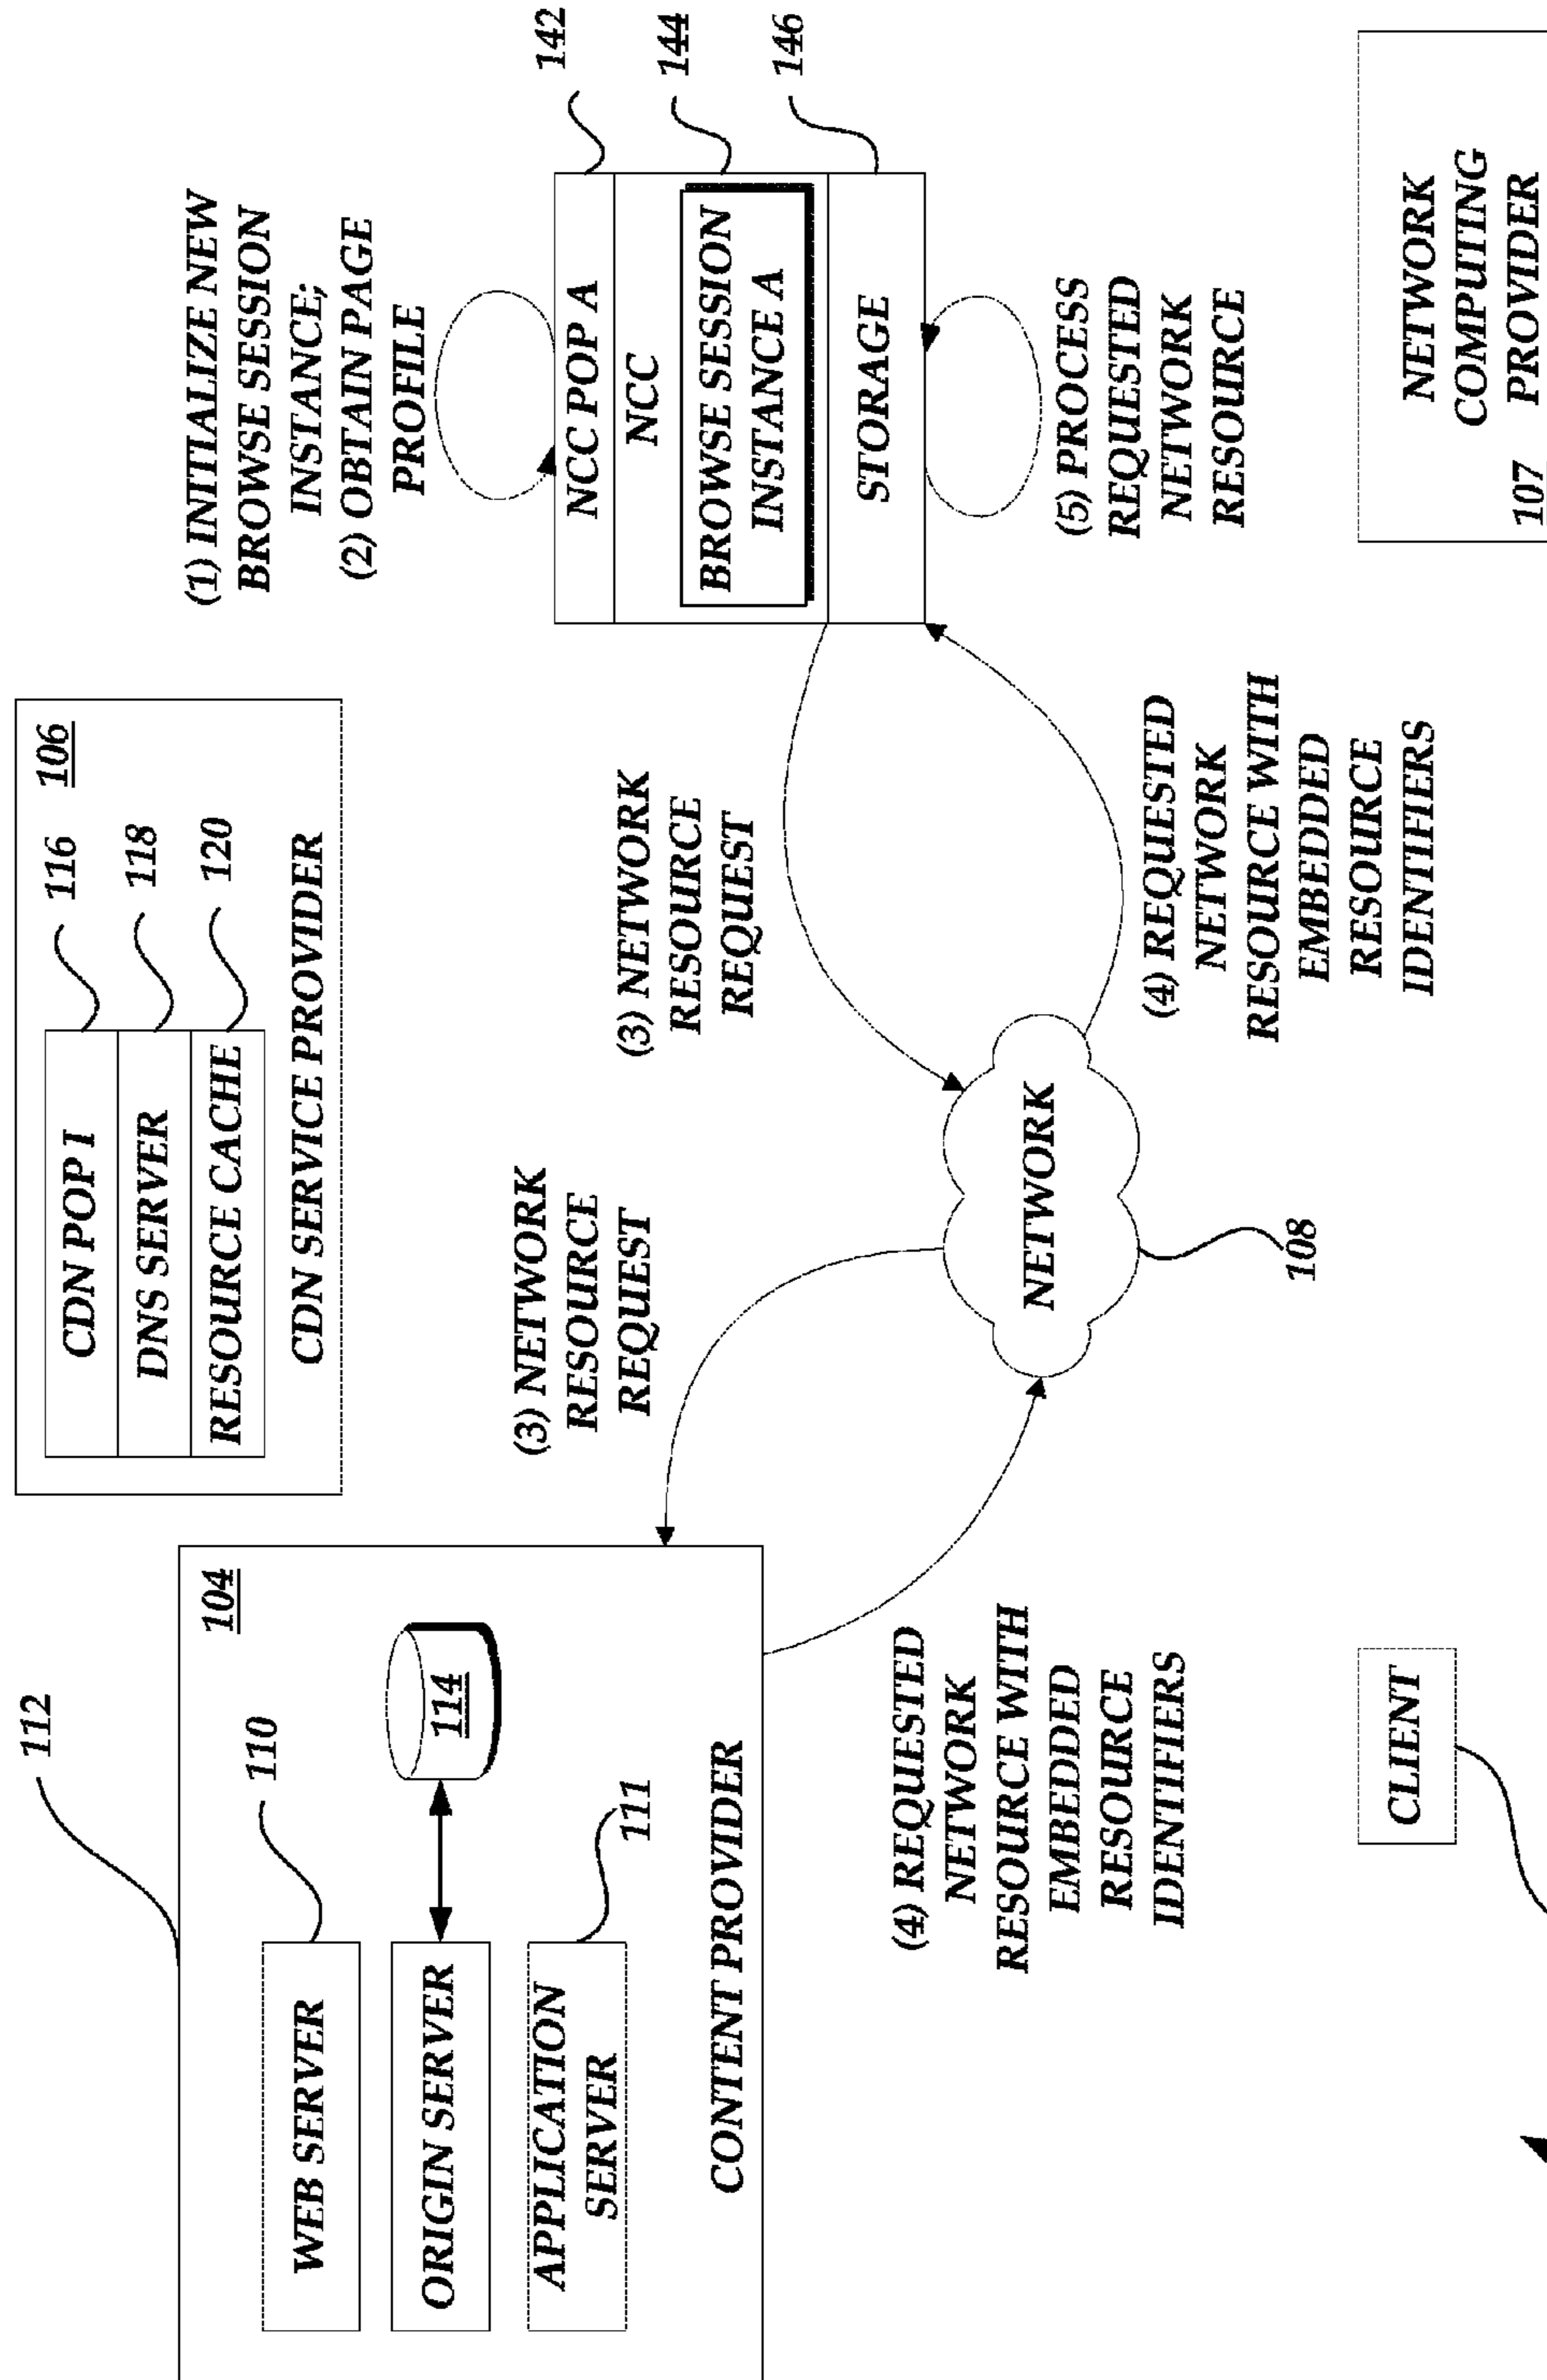 112
104
110
WEB SERVER
ORIGIN SERVER
114
APPLICATION
SERVER
111
CONTENT PROVIDER
106
116
118
120
CDN POP I
DNS SERVER
RESOURCE CACHE
CDN SERVICE PROVIDER
(1) INITIALIZE NEW
BROWSE SESSION
INSTANCE;
(2) OBTAIN PAGE
PROFILE
NCC POP A
NCC
BROWSE SESSION
INSTANCE A
STORAGE
142
144
146
(5) PROCESS
REQUESTED
NETWORK
RESOURCE
(3) NETWORK
RESOURCE
REQUEST
(3) NETWORK
RESOURCE
REQUEST
NETWORK
108
(4) REQUESTED
NETWORK
RESOURCE WITH
EMBEDDED
RESOURCE
IDENTIFIERS
(4) REQUESTED
NETWORK
RESOURCE WITH
EMBEDDED
RESOURCE
IDENTIFIERS
CLIENT
NETWORK
COMPUTING
PROVIDER
107